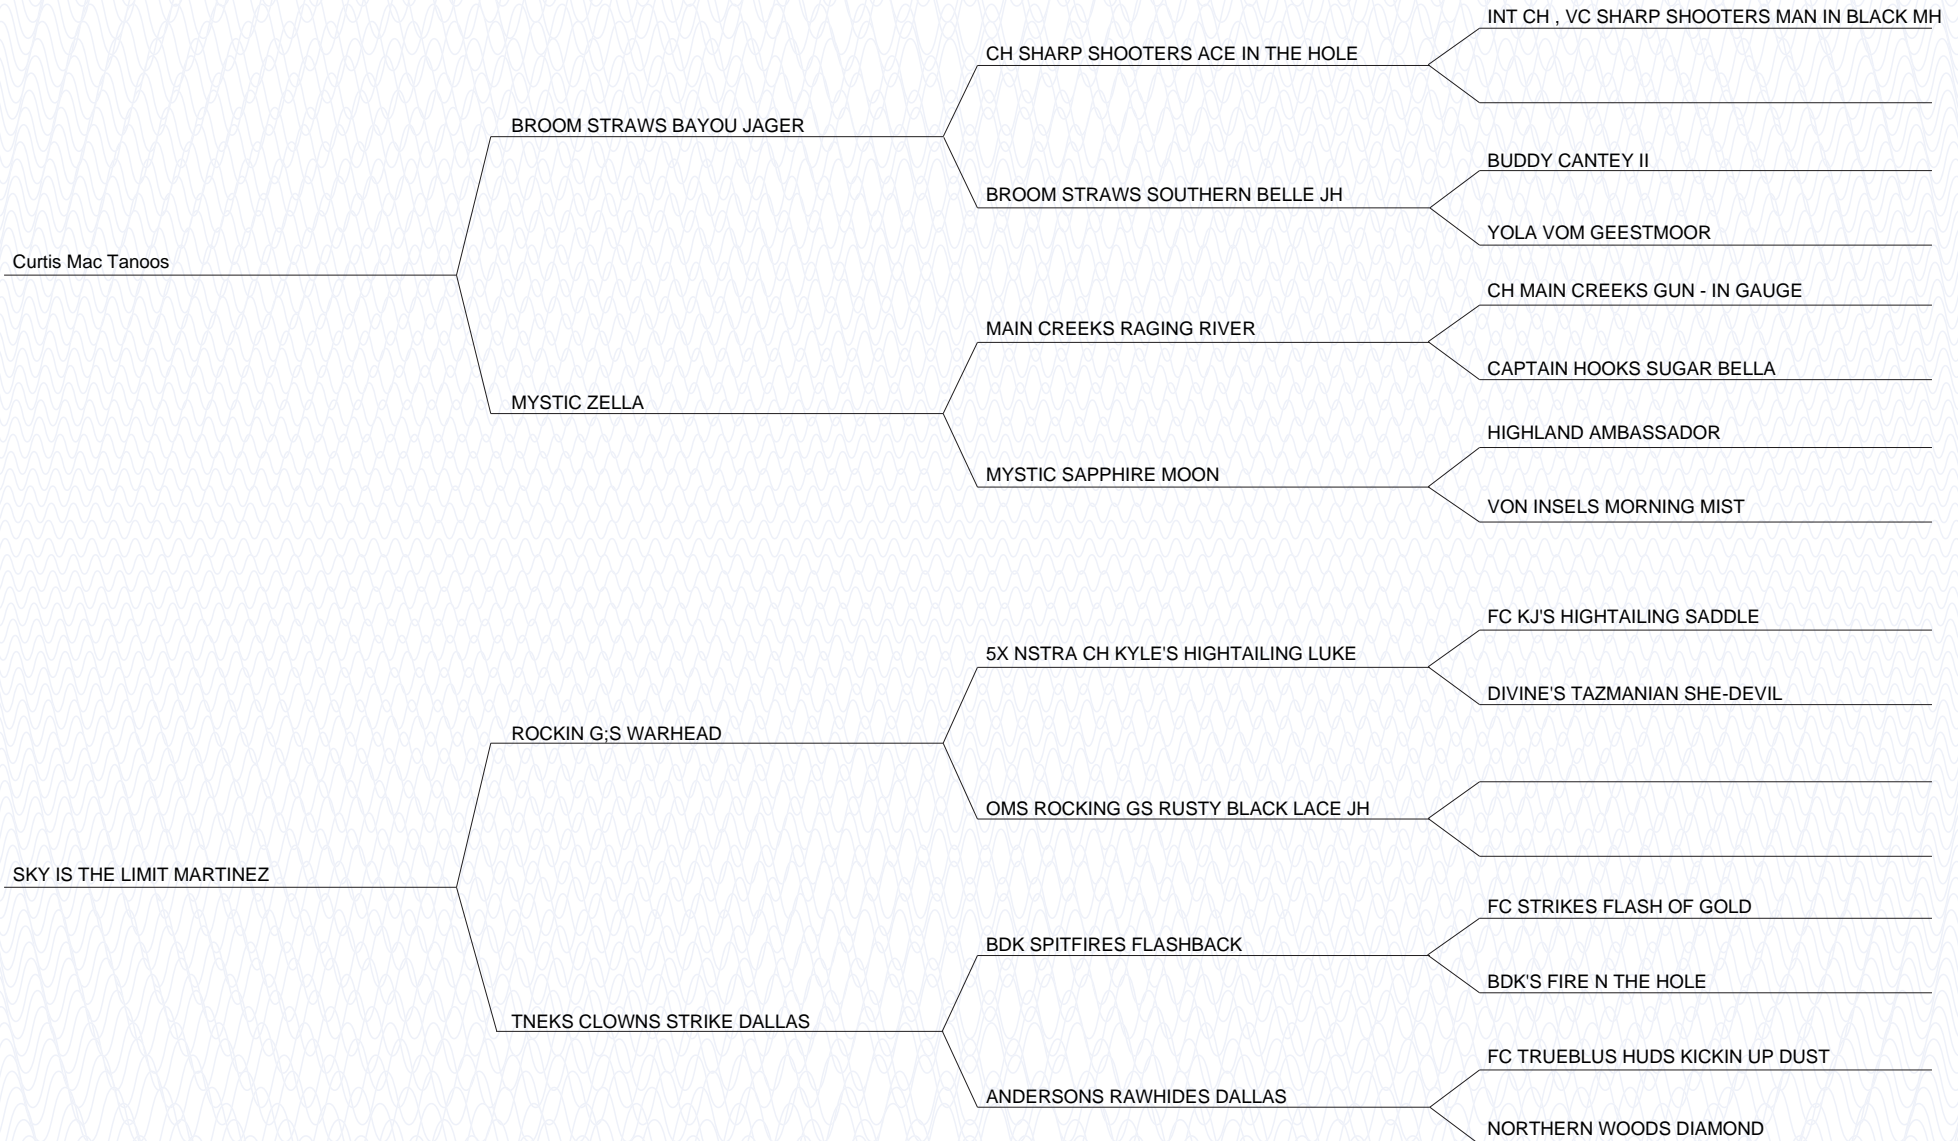 INT CH , VC SHARP SHOOTERS MAN IN BLACK MH
CH SHARP SHOOTERS ACE IN THE HOLE
BROOM STRAWS BAYOU JAGER
BUDDY CANTEY II
BROOM STRAWS SOUTHERN BELLE JH
YOLA VOM GEESTMOOR
Curtis Mac Tanoos
CH MAIN CREEKS GUN - IN GAUGE
MAIN CREEKS RAGING RIVER
CAPTAIN HOOKS SUGAR BELLA
MYSTIC ZELLA
HIGHLAND AMBASSADOR
MYSTIC SAPPHIRE MOON
VON INSELS MORNING MIST
FC KJ'S HIGHTAILING SADDLE
5X NSTRA CH KYLE'S HIGHTAILING LUKE
DIVINE'S TAZMANIAN SHE-DEVIL
ROCKIN G;S WARHEAD
OMS ROCKING GS RUSTY BLACK LACE JH
SKY IS THE LIMIT MARTINEZ
FC STRIKES FLASH OF GOLD
BDK SPITFIRES FLASHBACK
BDK'S FIRE N THE HOLE
TNEKS CLOWNS STRIKE DALLAS
FC TRUEBLUS HUDS KICKIN UP DUST
ANDERSONS RAWHIDES DALLAS
NORTHERN WOODS DIAMOND